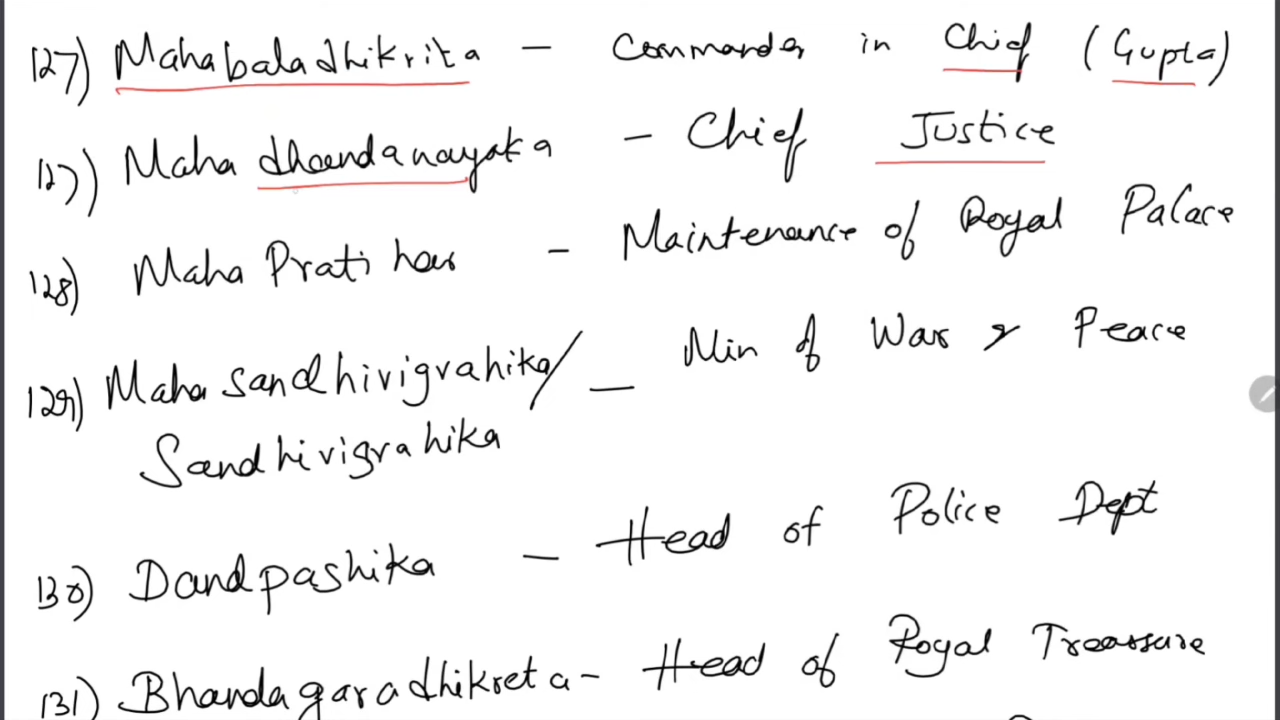 127) Mahabaladhikrita - Commander in Chief (Gupta)
127) Maha dhandanayaka - Chief Justice
128) Maha Pratihar - Maintenance of Royal Palace
129) Maha Sandhivigrahika/ - Min of War & Peace
Sandhivigrahika
130) Dandpashika - Head of Police Dept
131) Bhandagaradhikreta - Head of Royal Treassure